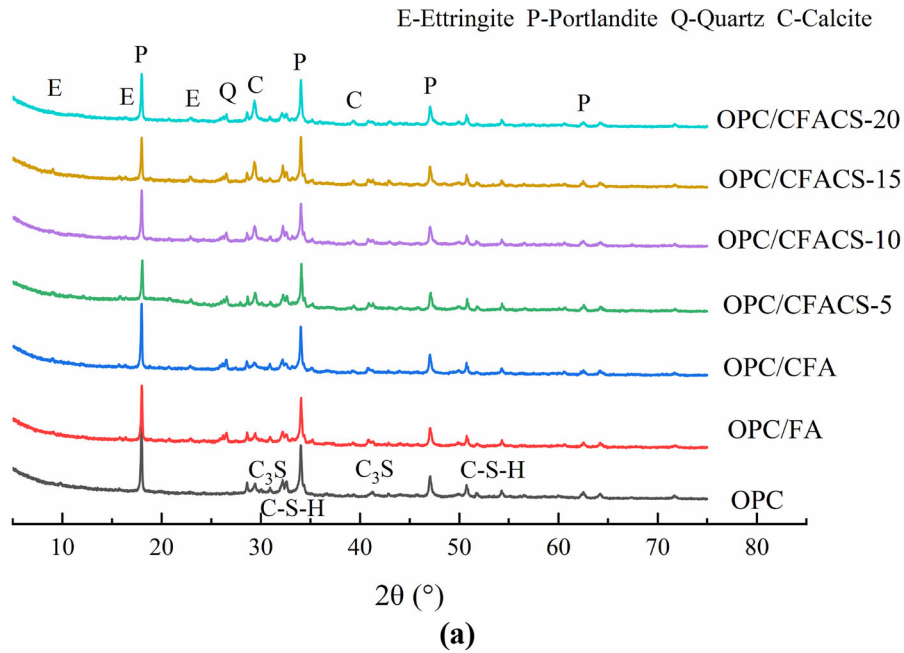 E-Ettringite P-Portlandite Q-Quartz C-Calcite
E E P E Q C P C P P
OPC/CFACS-20
OPC/CFACS-15
OPC/CFACS-10
OPC/CFACS-5
OPC/CFA
OPC/FA
C₃S C₃S C-S-H
C-S-H
OPC
10 20 30 40 50 60 70 80
2θ (°)
(a)